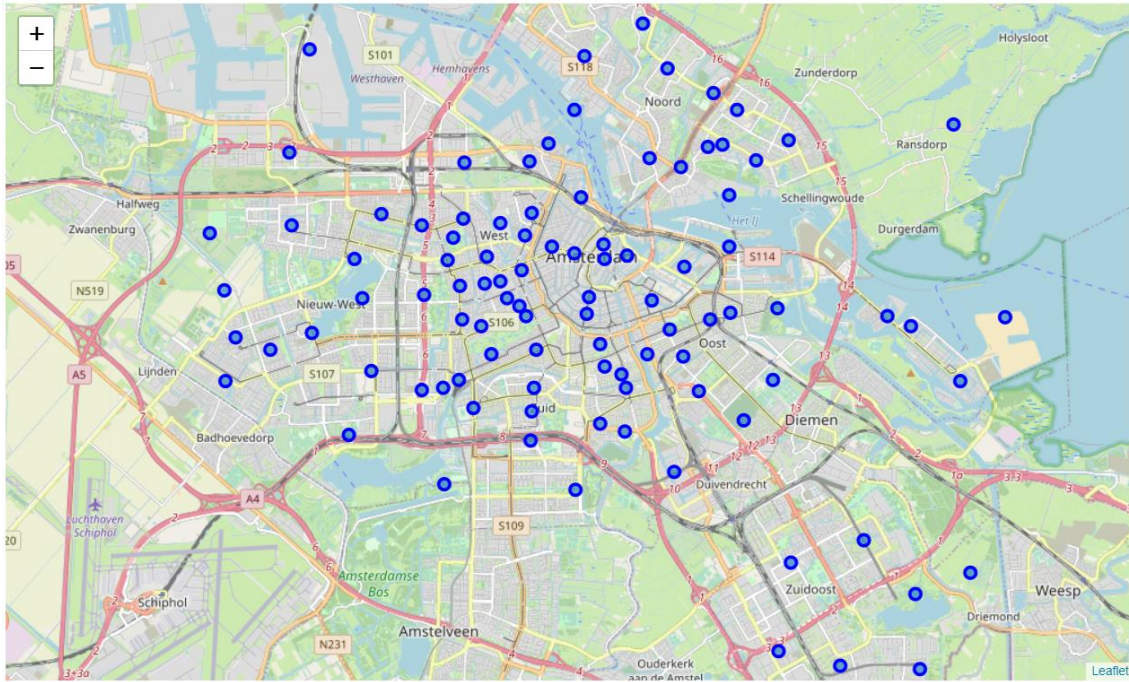 +
−
S101
Westhaven
Hemhavens
S118
Noord
Zunderdorp
Holysloot
Ransdorp
Schellingwoude
Durgerdam
Het IJ
S114
Halfweg
Zwanenburg
West
Amsterdam
N519
Nieuw-West
S106
Oost
Lijnden
A5
S107
Zuid
Diemen
Badhoevedorp
A4
Duivendrecht
Luchthaven
Schiphol
S109
Amsterdamse
Bos
Schiphol
Zuidoost
Weesp
Driemond
Amstelveen
N231
Ouderkerk
aan de Amstel
Leaflet